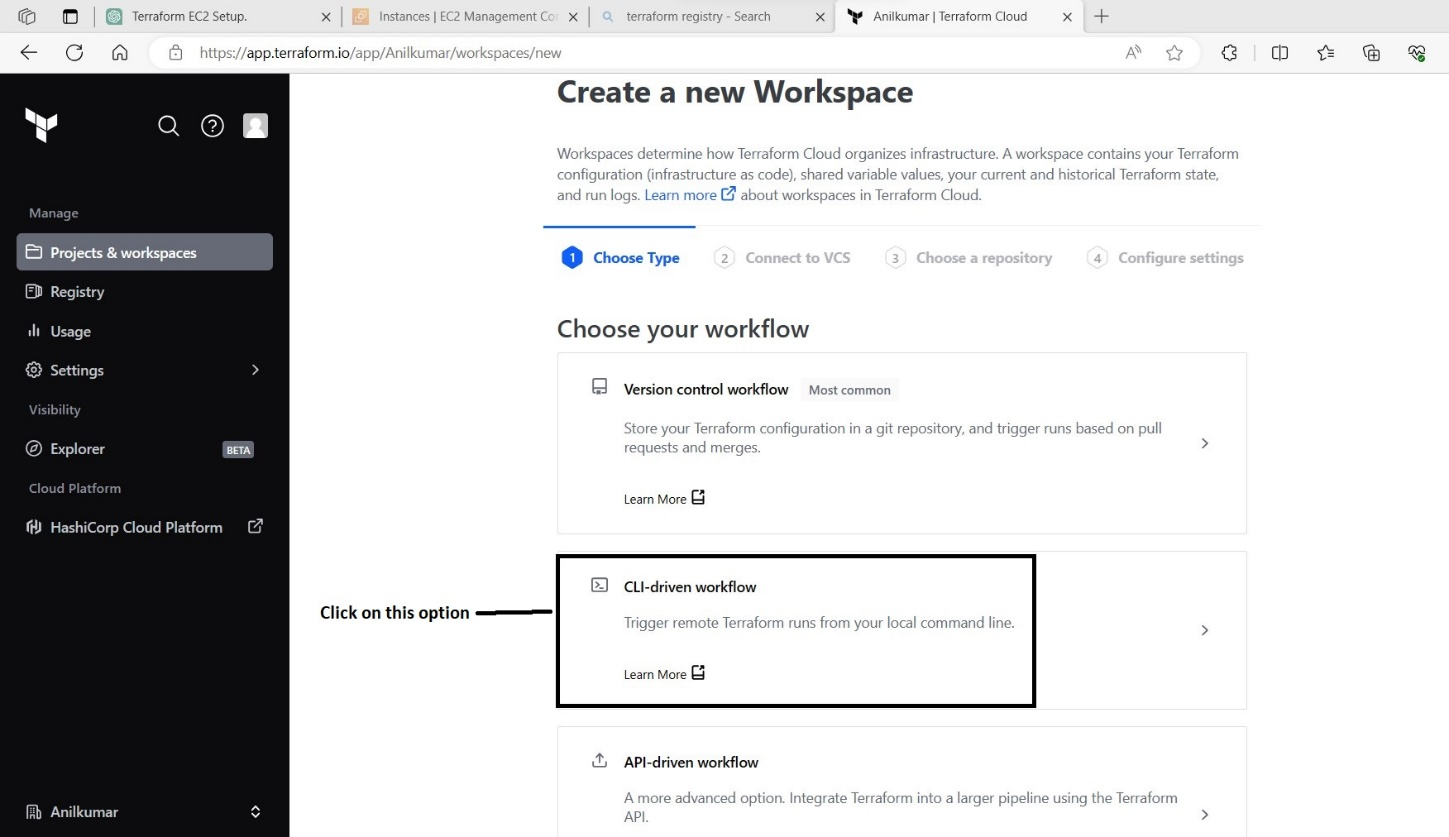 Terraform EC2 Setup.
Instances | EC2 Management Cor
terraform registry - Search
Anilkumar | Terraform Cloud
https://app.terraform.io/app/Anilkumar/workspaces/new
Create a new Workspace
Workspaces determine how Terraform Cloud organizes infrastructure. A workspace contains your Terraform
configuration (infrastructure as code), shared variable values, your current and historical Terraform state,
and run logs. Learn more about workspaces in Terraform Cloud.
Manage
Projects & workspaces
Registry
Usage
Settings
Visibility
Explorer BETA
Cloud Platform
HashiCorp Cloud Platform
Anilkumar
1 Choose Type
2 Connect to VCS
3 Choose a repository
4 Configure settings
Choose your workflow
Version control workflow Most common
Store your Terraform configuration in a git repository, and trigger runs based on pull
requests and merges.
Learn More
Click on this option
CLI-driven workflow
Trigger remote Terraform runs from your local command line.
Learn More
API-driven workflow
A more advanced option. Integrate Terraform into a larger pipeline using the Terraform
API.